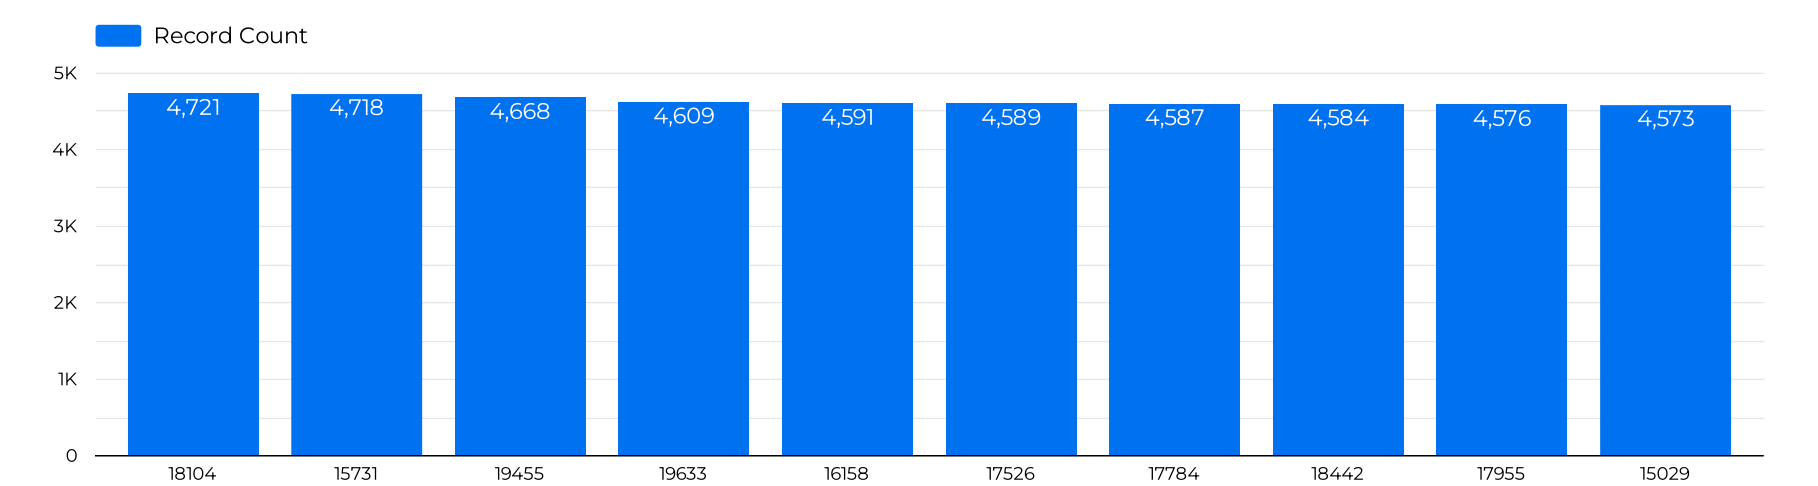 Record Count
5K
4K
3K
2K
1K
0
4,721 4,718 4,668 4,609 4,591 4,589 4,587 4,584 4,576 4,573
18104 15731 19455 19633 16158 17526 17784 18442 17955 15029